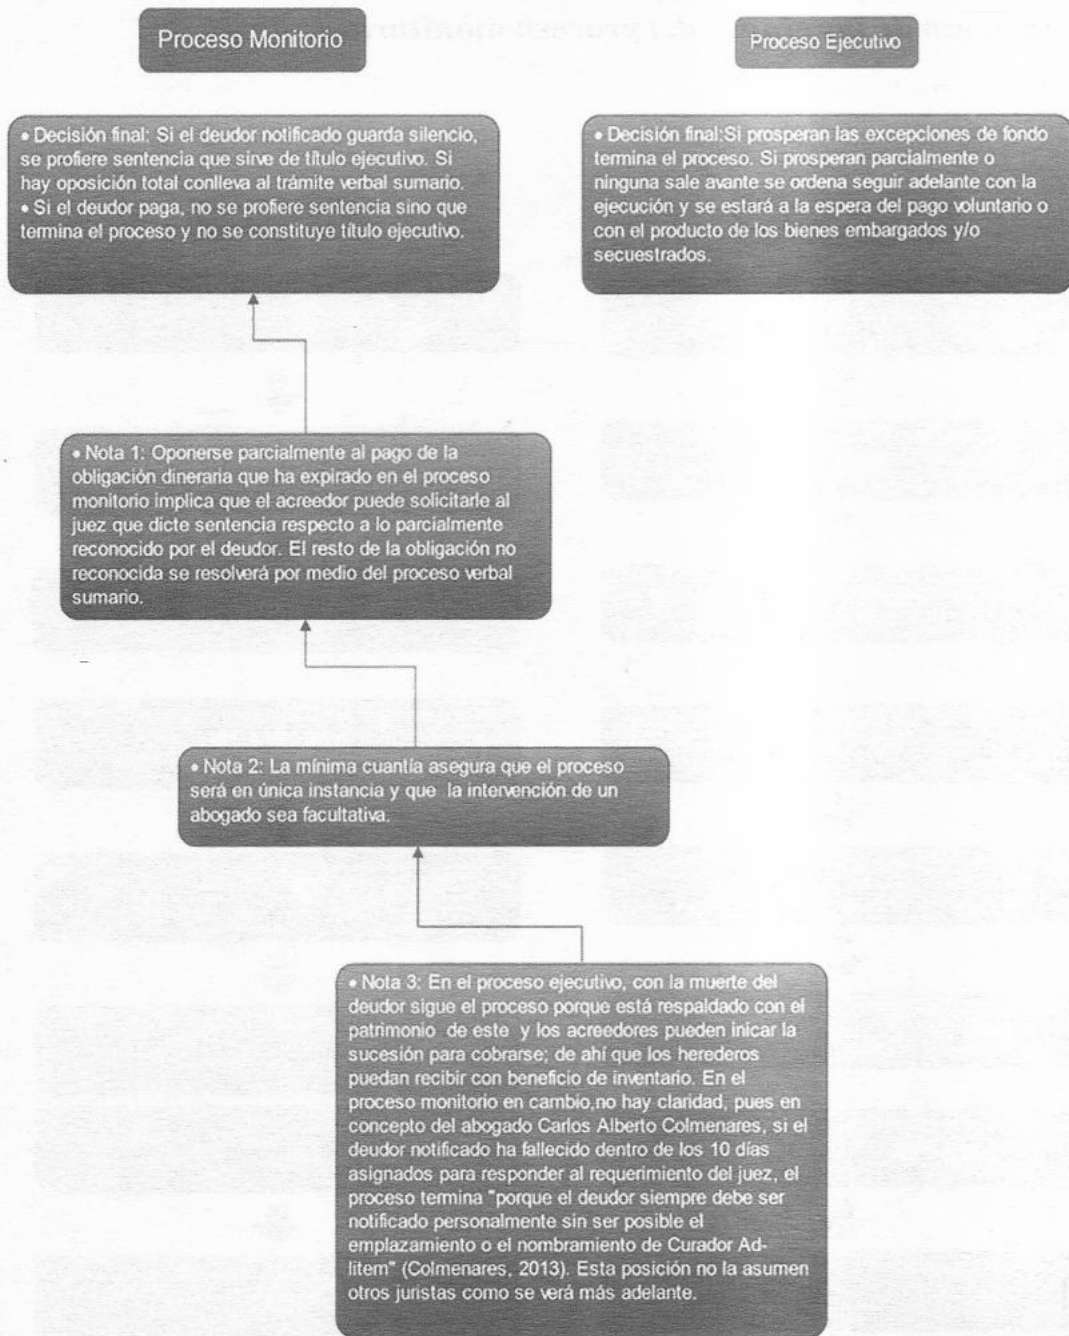 Proceso Monitorio
Proceso Ejecutivo
• Decisión final: Si el deudor notificado guarda silencio,
se profiere sentencia que sirve de título ejecutivo. Si
hay oposición total conlleva al trámite verbal sumario.
• Si el deudor paga, no se profiere sentencia sino que
termina el proceso y no se constituye título ejecutivo.
• Decisión final:Si prosperan las excepciones de fondo
termina el proceso. Si prosperan parcialmente o
ninguna sale avante se ordena seguir adelante con la
ejecución y se estará a la espera del pago voluntario o
con el producto de los bienes embargados y/o
secuestrados.
• Nota 1: Oponerse parcialmente al pago de la
obligación dineraria que ha expirado en el proceso
monitorio implica que el acreedor puede solicitarle al
juez que dicte sentencia respecto a lo parcialmente
reconocido por el deudor. El resto de la obligación no
reconocida se resolverá por medio del proceso verbal
sumario.
• Nota 2: La mínima cuantía asegura que el proceso
será en única instancia y que la intervención de un
abogado sea facultativa.
• Nota 3: En el proceso ejecutivo, con la muerte del
deudor sigue el proceso porque está respaldado con el
patrimonio de este y los acreedores pueden inicar la
sucesión para cobrarse; de ahí que los herederos
puedan recibir con beneficio de inventario. En el
proceso monitorio en cambio,no hay claridad, pues en
concepto del abogado Carlos Alberto Colmenares, si el
deudor notificado ha fallecido dentro de los 10 días
asignados para responder al requerimiento del juez, el
proceso termina "porque el deudor siempre debe ser
notificado personalmente sin ser posible el
emplazamiento o el nombramiento de Curador Ad-
litem" (Colmenares, 2013). Esta posición no la asumen
otros juristas como se verá más adelante.